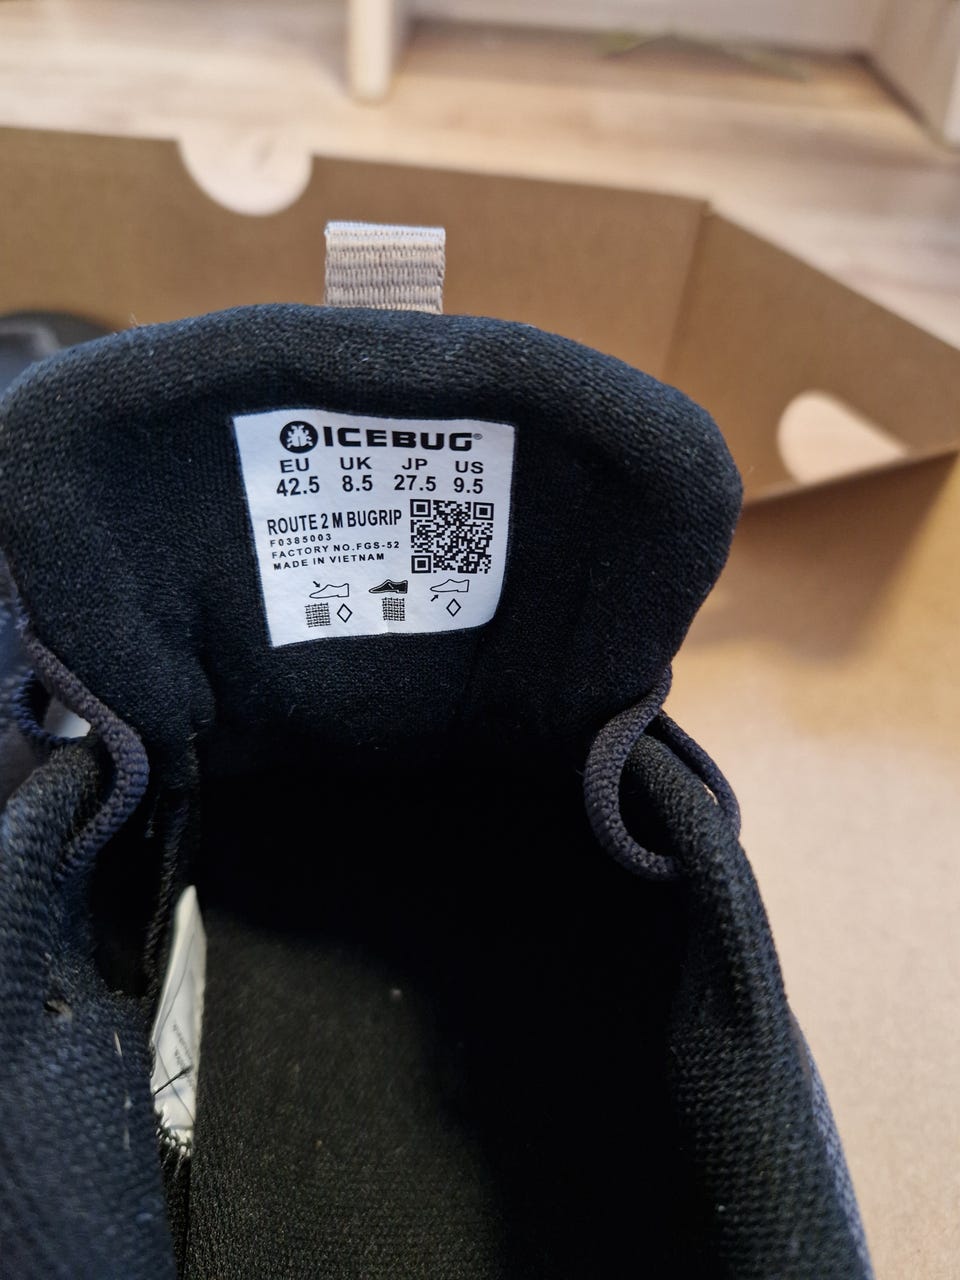 ICEBUG®
EU UK JP US
42.5 8.5 27.5 9.5
ROUTE 2 M BUGRIP
F0385003
FACTORY NO.FGS-52
MADE IN VIETNAM